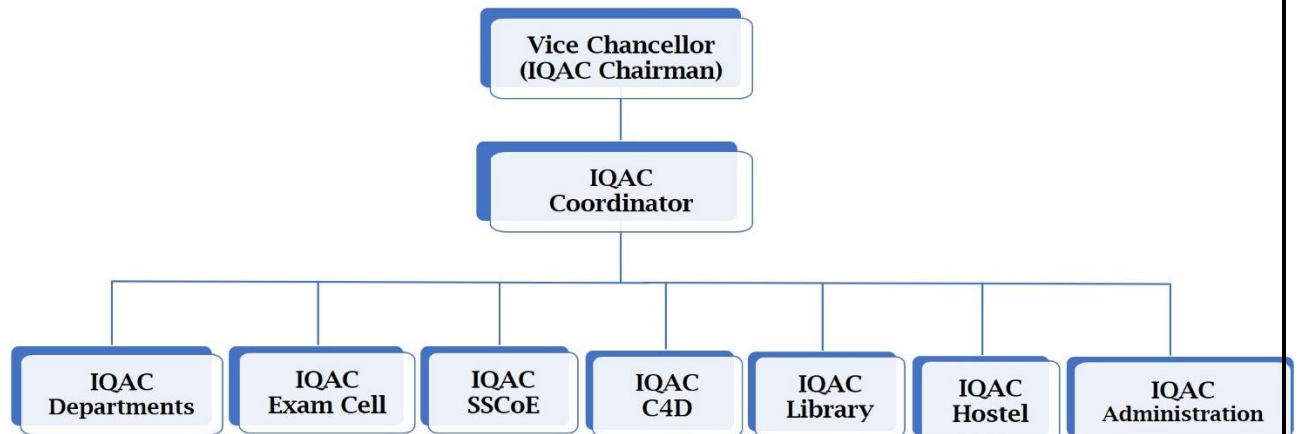 Vice Chancellor
(IQAC Chairman)
IQAC
Coordinator
IQAC
Departments
IQAC
Exam Cell
IQAC
SSCoE
IQAC
C4D
IQAC
Library
IQAC
Hostel
IQAC
Administration